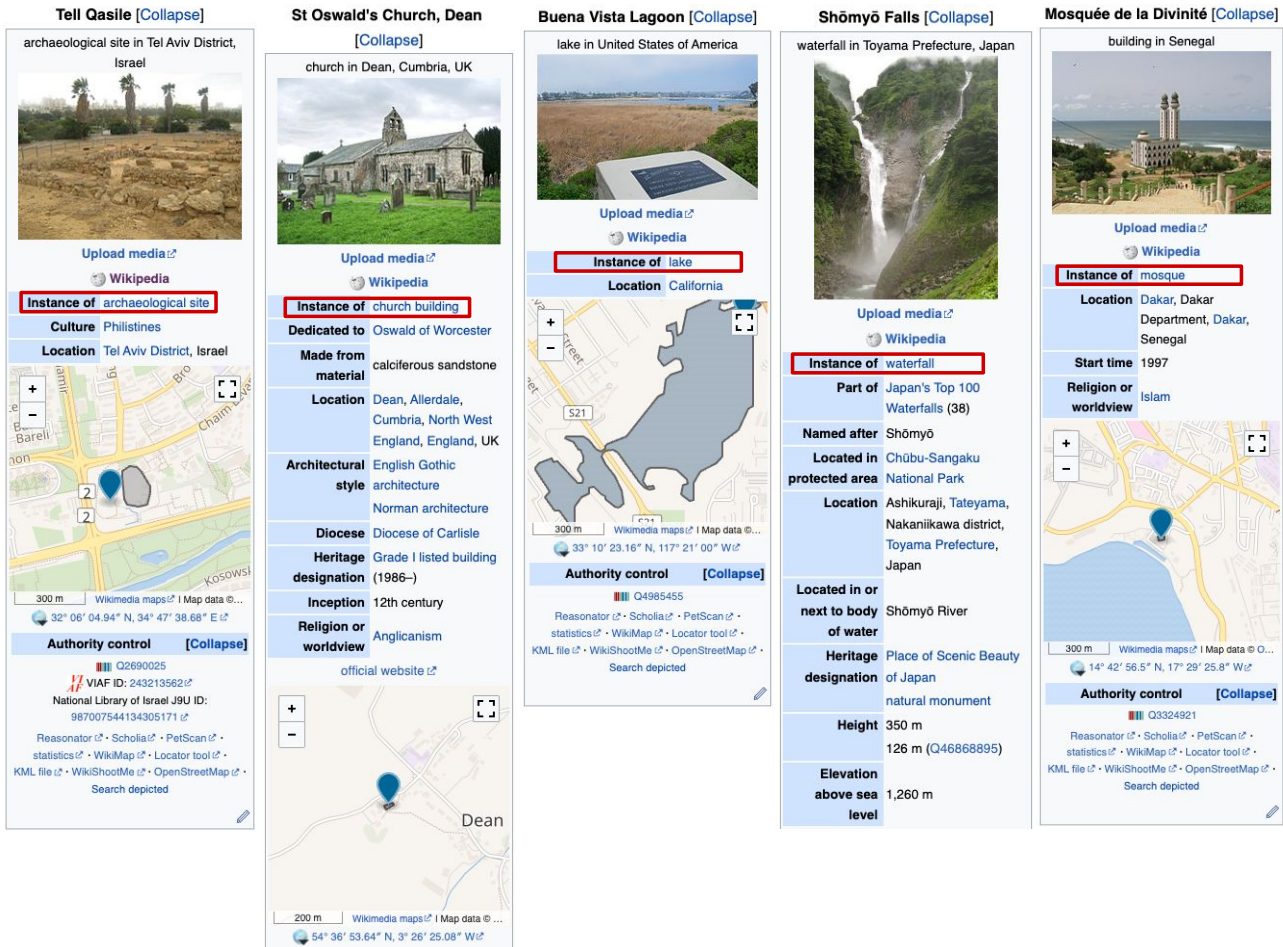 Tell Qasile [Collapse]
archaeological site in Tel Aviv District,
Israel
Upload media
Wikipedia
Instance of archaeological site
Culture Philistines
Location Tel Aviv District, Israel
+
−
Bareli
2
2
300 m Wikimedia maps | Map data ©...
32° 06′ 04.94″ N, 34° 47′ 38.68″ E
Authority control [Collapse]
Q2690025
VIAF VIAF ID: 243213562
National Library of Israel J9U ID:
987007544134305171
Reasonator · Scholia · PetScan ·
statistics · WikiMap · Locator tool ·
KML file · WikiShootMe · OpenStreetMap ·
Search depicted
St Oswald's Church, Dean
[Collapse]
church in Dean, Cumbria, UK
Upload media
Wikipedia
Instance of church building
Dedicated to Oswald of Worcester
Made from
material calciferous sandstone
Location Dean, Allerdale,
Cumbria, North West
England, England, UK
Architectural English Gothic
style architecture
Norman architecture
Diocese Diocese of Carlisle
Heritage Grade I listed building
designation (1986–)
Inception 12th century
Religion or
worldview Anglicanism
official website
+
−
Dean
200 m Wikimedia maps | Map data © ...
54° 36′ 53.64″ N, 3° 26′ 25.08″ W
Buena Vista Lagoon [Collapse]
lake in United States of America
Upload media
Wikipedia
Instance of lake
Location California
+
−
Street
S21
S21
300 m Wikimedia maps | Map data ©...
33° 10′ 23.16″ N, 117° 21′ 00″ W
Authority control [Collapse]
Q4985455
Reasonator · Scholia · PetScan ·
statistics · WikiMap · Locator tool ·
KML file · WikiShootMe · OpenStreetMap ·
Search depicted
Shōmyō Falls [Collapse]
waterfall in Toyama Prefecture, Japan
Upload media
Wikipedia
Instance of waterfall
Part of Japan's Top 100
Waterfalls (38)
Named after Shōmyō
Located in Chūbu-Sangaku
protected area National Park
Location Ashikuraji, Tateyama,
Nakaniikawa district,
Toyama Prefecture,
Japan
Located in or
next to body Shōmyō River
of water
Heritage Place of Scenic Beauty
designation of Japan
natural monument
Height 350 m
126 m (Q46868895)
Elevation
above sea 1,260 m
level
Mosquée de la Divinité [Collapse]
building in Senegal
Upload media
Wikipedia
Instance of mosque
Location Dakar, Dakar
Department, Dakar,
Senegal
Start time 1997
Religion or
worldview Islam
+
−
300 m Wikimedia maps | Map data © O...
14° 42′ 56.5″ N, 17° 29′ 25.8″ W
Authority control [Collapse]
Q3324921
Reasonator · Scholia · PetScan ·
statistics · WikiMap · Locator tool ·
KML file · WikiShootMe · OpenStreetMap ·
Search depicted